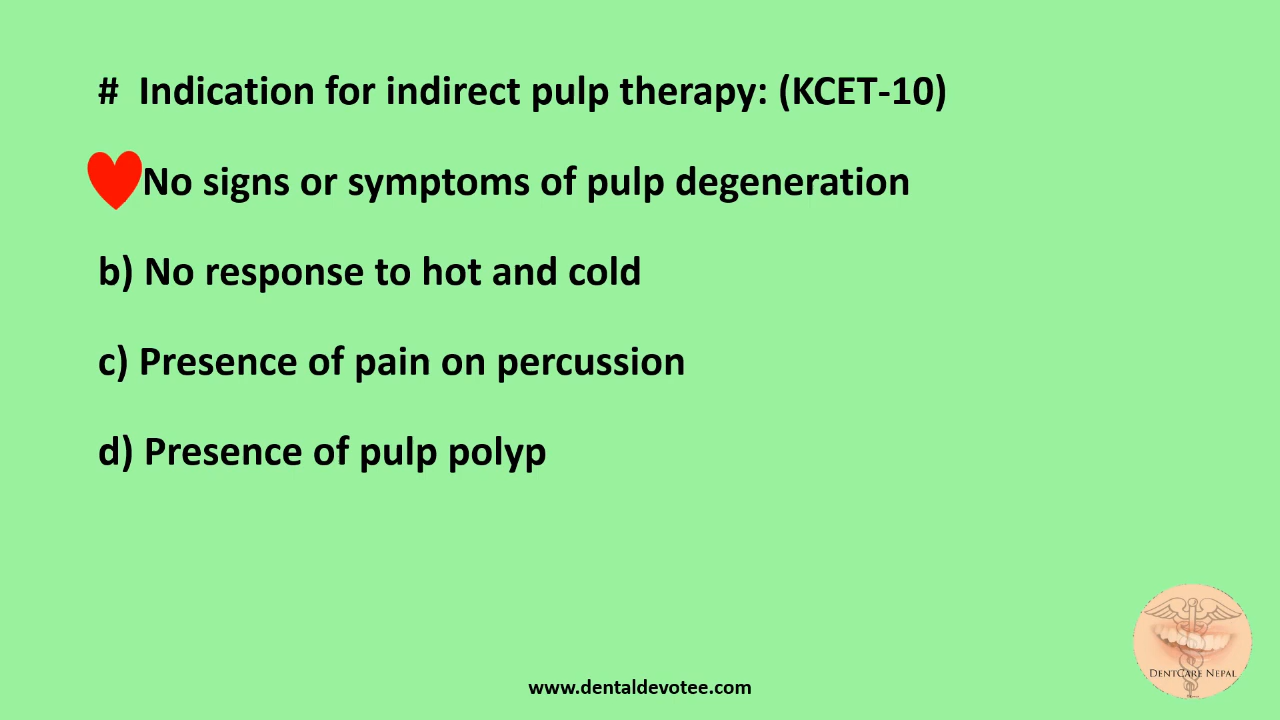 # Indication for indirect pulp therapy: (KCET-10)
No signs or symptoms of pulp degeneration
b) No response to hot and cold
c) Presence of pain on percussion
d) Presence of pulp polyp
DENTCARE NEPAL
www.dentaldevotee.com